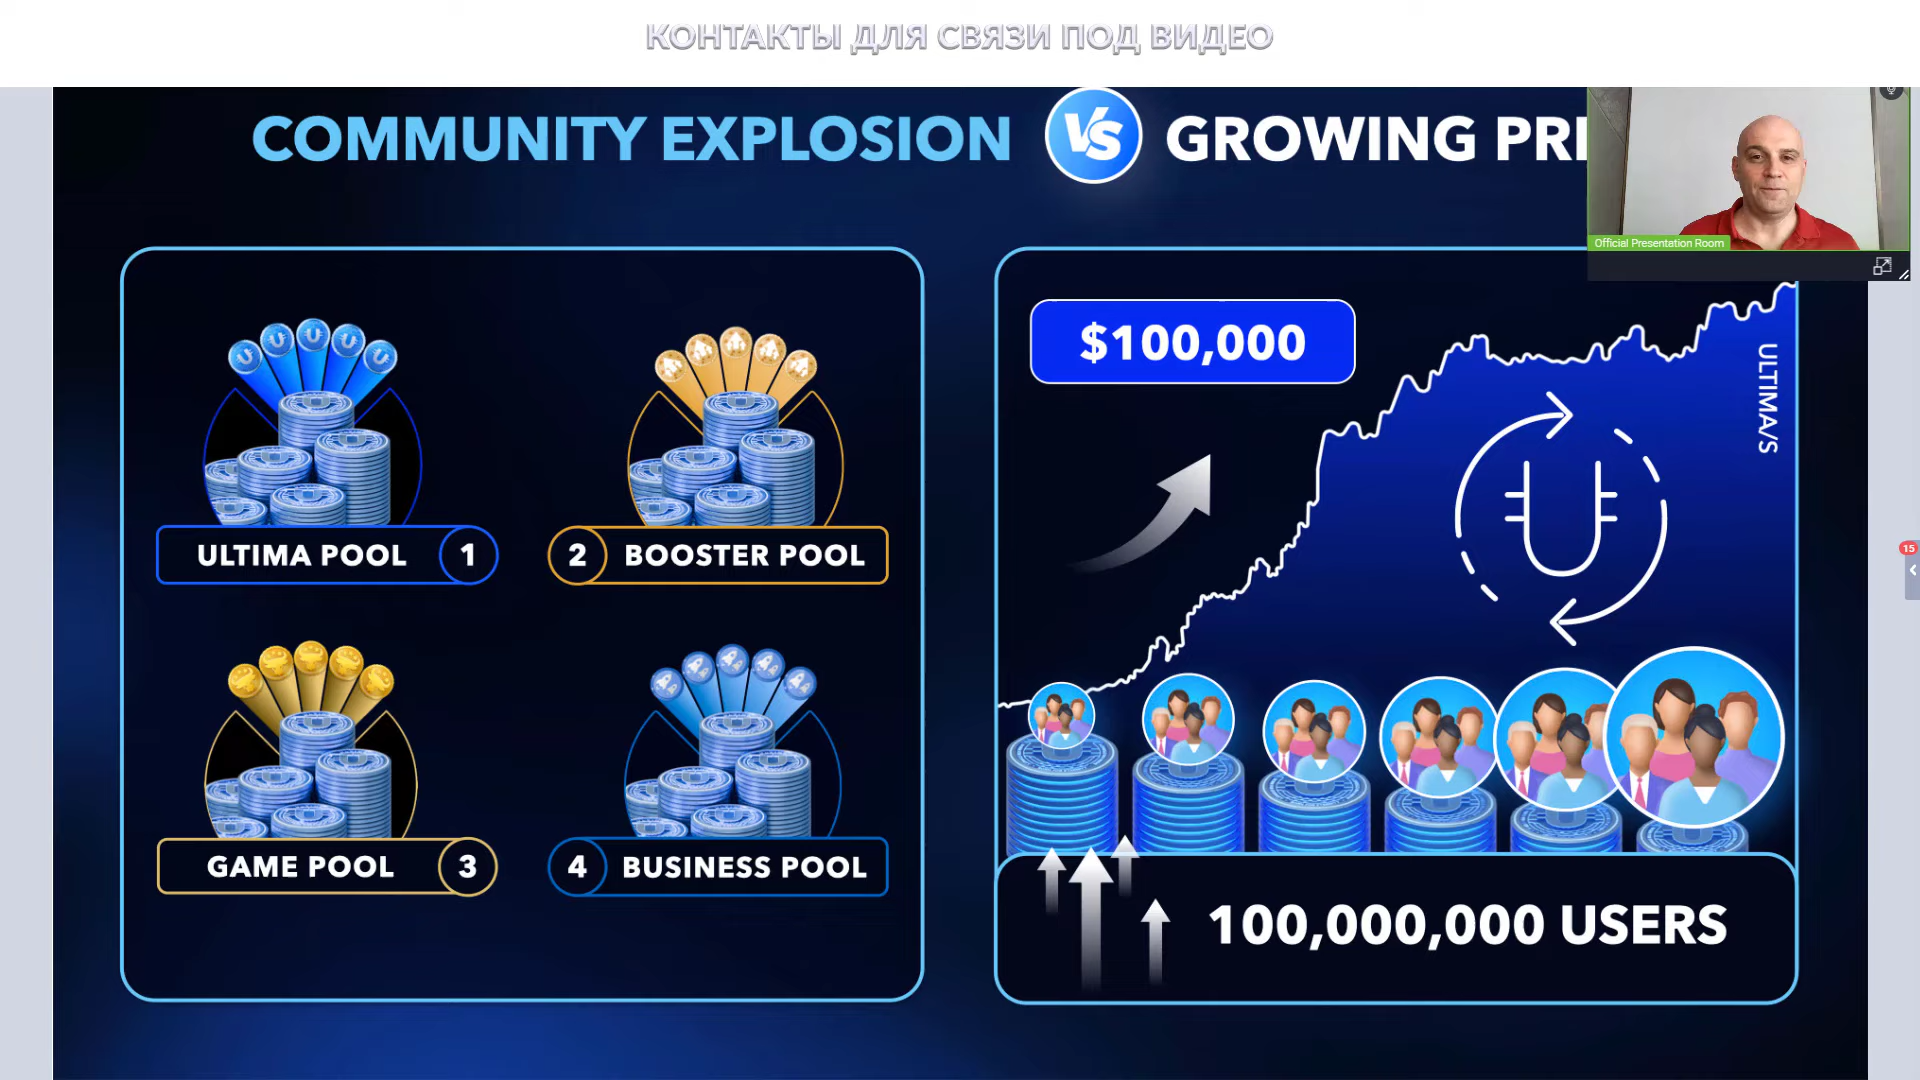 КОНТАКТЫ ДЛЯ СВЯЗИ ПОД ВИДЕО
COMMUNITY EXPLOSION VS GROWING PRI
Official Presentation Room
$100,000
ULTIMA/S
ULTIMA POOL 1
2 BOOSTER POOL
GAME POOL 3
4 BUSINESS POOL
100,000,000 USERS
15